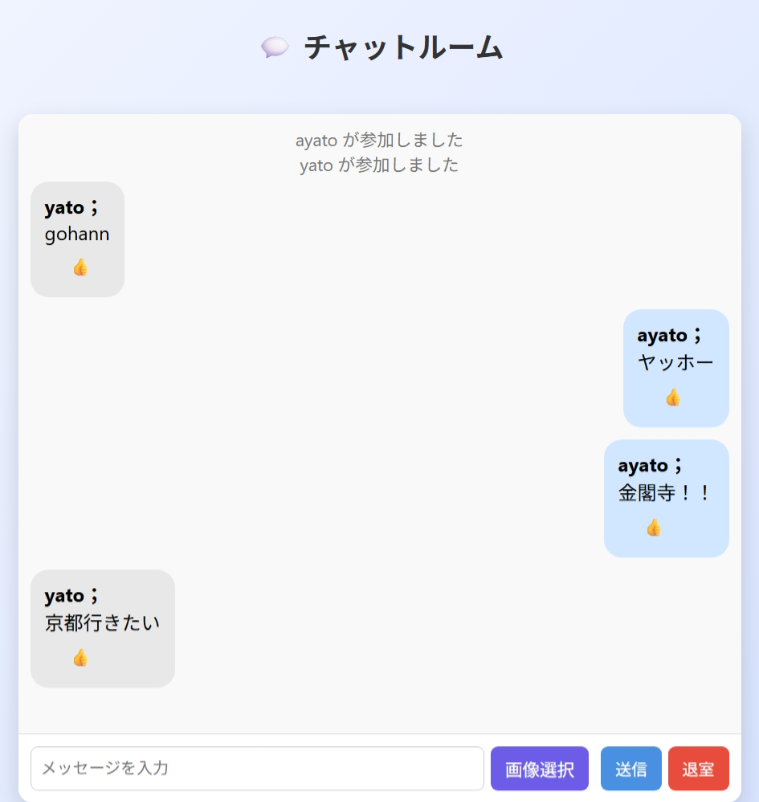 チャットルーム
ayato が参加しました
yato が参加しました
yato；
gohann
ayato；
ヤッホー
ayato；
金閣寺！！
yato；
京都行きたい
メッセージを入力
画像選択
送信
退室